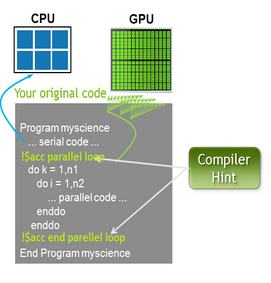 CPU
GPU
Your original code
Program myscience
... serial code ...
!$acc parallel loop
do k = 1,n1
do i = 1,n2
... parallel code ...
enddo
enddo
!$acc end parellel loop
End Program myscience
Compiler
Hint